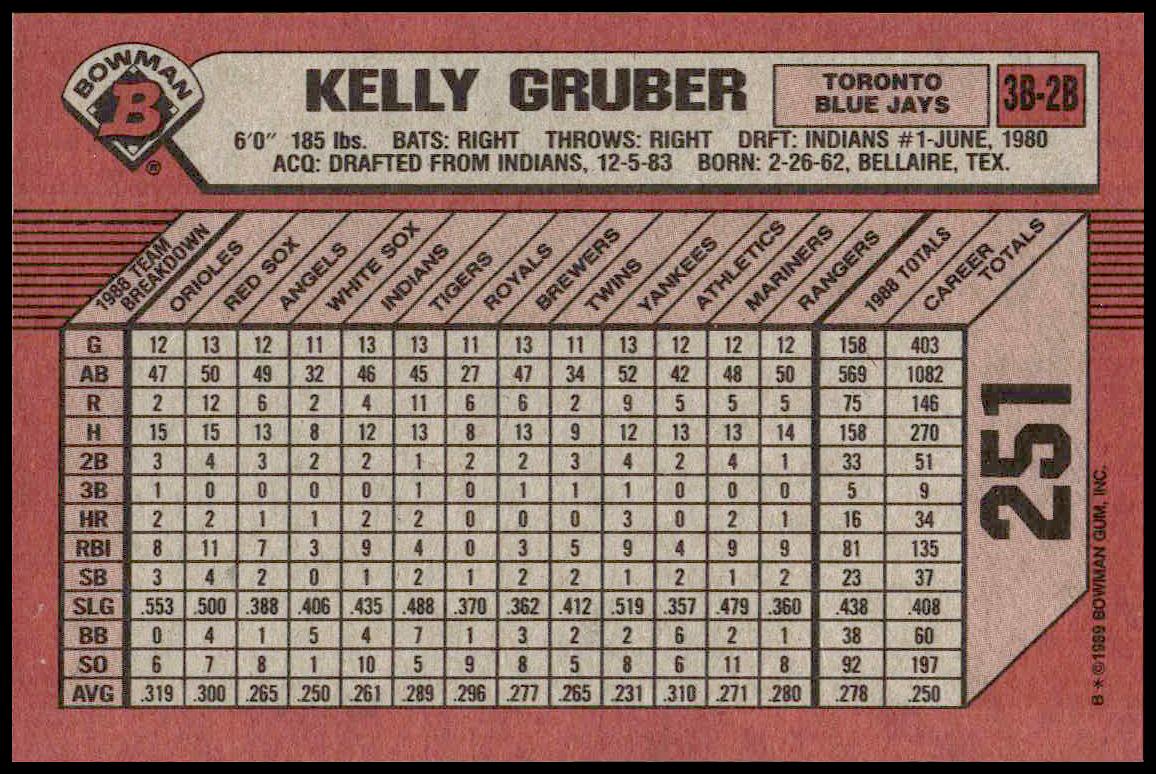 BOWMAN
B
®
KELLY GRUBER
TORONTO
BLUE JAYS
3B-2B
6'0" 185 lbs. BATS: RIGHT THROWS: RIGHT DRFT: INDIANS #1-JUNE, 1980
ACQ: DRAFTED FROM INDIANS, 12-5-83 BORN: 2-26-62, BELLAIRE, TEX.
1988 TEAM BREAKDOWN ORIOLES RED SOX ANGELS WHITE SOX INDIANS TIGERS ROYALS BREWERS TWINS YANKEES ATHLETICS MARINERS RANGERS 1988 TOTALS CAREER TOTALS
G 12 13 12 11 13 13 11 13 11 13 12 12 12 158 403
AB 47 50 49 32 46 45 27 47 34 52 42 48 50 569 1082
R 2 12 6 2 4 11 6 6 2 9 5 5 5 75 146
H 15 15 13 8 12 13 8 13 9 12 13 13 14 158 270
2B 3 4 3 2 2 1 2 2 3 4 2 4 1 33 51
3B 1 0 0 0 0 1 0 1 1 1 0 0 0 5 9
HR 2 2 1 1 2 2 0 0 0 3 0 2 1 16 34
RBI 8 11 7 3 9 4 0 3 5 9 4 9 9 81 135
SB 3 4 2 0 1 2 1 2 2 1 2 1 2 23 37
SLG .553 .500 .388 .406 .435 .488 .370 .362 .412 .519 .357 .479 .360 .438 .408
BB 0 4 1 5 4 7 1 3 2 2 6 2 1 38 60
SO 6 7 8 1 10 5 9 8 5 8 6 11 8 92 197
AVG .319 .300 .265 .250 .261 .289 .296 .277 .265 .231 .310 .271 .280 .278 .250
251
B * ©1989 BOWMAN GUM, INC.